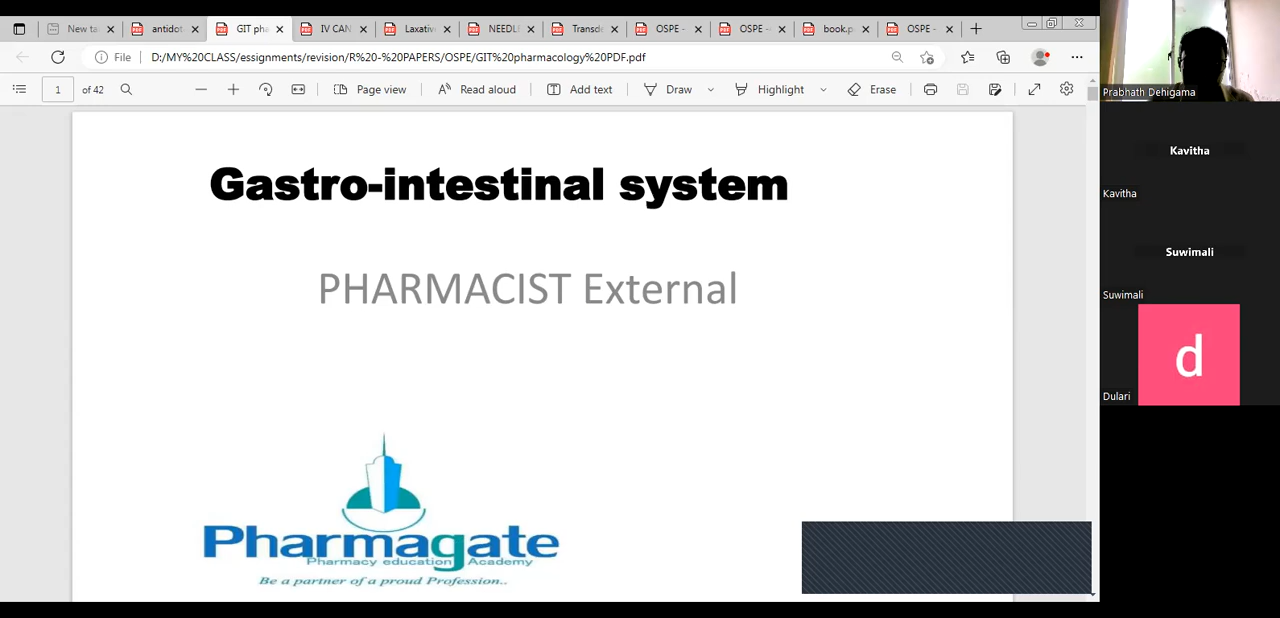 New ta
antidot
GIT pha
IV CAN
Laxativ
NEEDL
Transde
OSPE -
OSPE -
book.p
OSPE -
File
D:/MY%20CLASS/essignments/revision/R%20-%20PAPERS/OSPE/GIT%20pharmacology%20PDF.pdf
1 of 42
Page view
Read aloud
Add text
Draw
Highlight
Erase
Gastro-intestinal system
PHARMACIST External
Pharmagate
Pharmacy education Academy
Be a partner of a proud Profession..
Prabhath Dehigama
Kavitha
Kavitha
Suwimali
Suwimali
d
Dulari